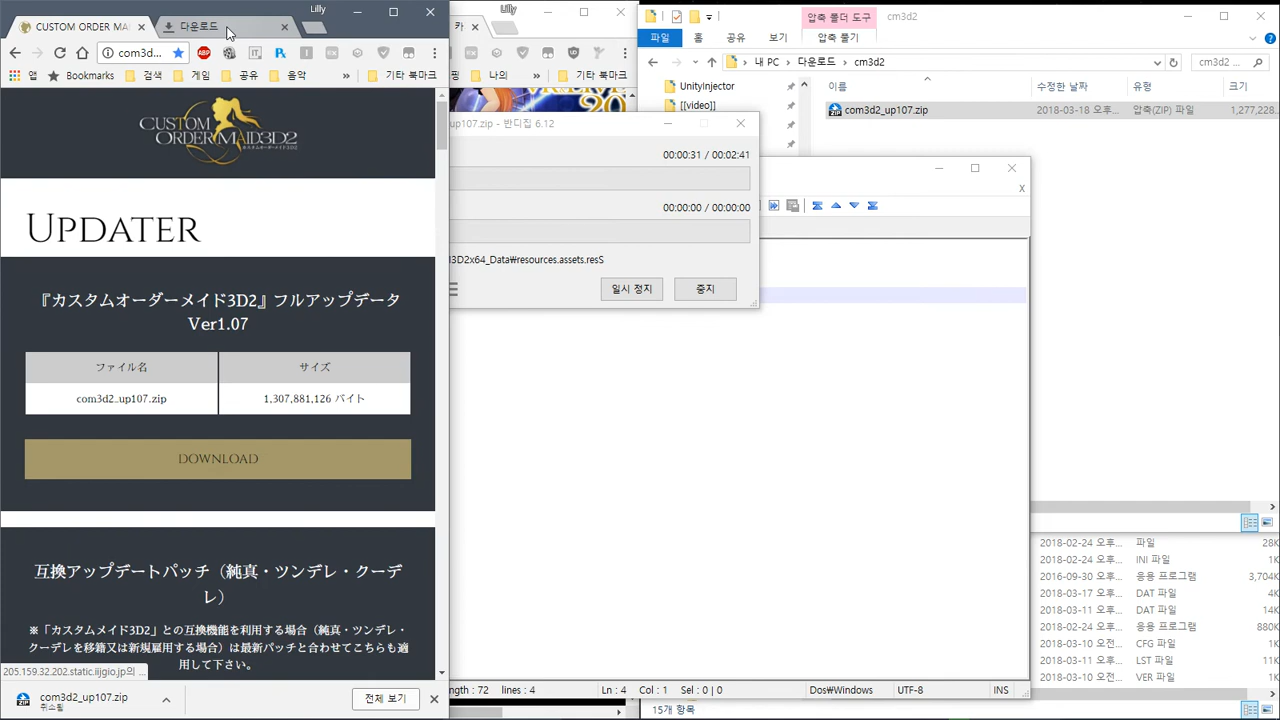 Lilly
CUSTOM ORDER MA
다운로드
com3d...
앱
Bookmarks
검색
게임
공유
음악
»
기타 북마크
CUSTOM
ORDER MAID3D2
カスタムオーダーメイド3D2
UPDATER
『カスタムオーダーメイド3D2』フルアップデータ
Ver1.07
ファイル名
サイズ
com3d2_up107.zip
1,307,881,126 バイト
DOWNLOAD
互換アップデートパッチ（純真・ツンデレ・クーデ
レ）
※「カスタムメイド3D2」との互換機能を利用する場合（純真・ツンデレ・
クーデレを移籍又は新規雇用する場合）は最新パッチと合わせてこちらも適
用して下さい。
205.159.32.202.static.iijgio.jp의 ...
com3d2_up107.zip
취소됨
전체 보기
Lilly
카
핑
나의
»
기타 북마크
20
up107.zip - 반디집 6.12
00:00:31 / 00:02:41
00:00:00 / 00:00:00
I3D2x64_Data₩resources.assets.resS
일시 정지
중지
ngth : 72
lines : 4
Ln : 4
Col : 1
Sel : 0 | 0
Dos₩Windows
UTF-8
INS
압축 폴더 도구
cm3d2
파일
홈
공유
보기
압축 풀기
내 PC
다운로드
cm3d2
cm3d2 ...
UnityInjector
[[video]]
이름
수정한 날짜
유형
크기
com3d2_up107.zip
2018-03-18 오후...
압축(ZIP) 파일
1,277,228...
2018-02-24 오후...
파일
28K
2018-02-24 오후...
INI 파일
1K
2016-09-30 오후...
응용 프로그램
3,704K
2018-03-17 오후...
DAT 파일
4K
2018-03-11 오후...
DAT 파일
14K
2018-02-24 오후...
응용 프로그램
880K
2018-03-10 오전...
CFG 파일
1K
2018-03-11 오후...
LST 파일
11K
2018-03-10 오전...
VER 파일
1K
15개 항목